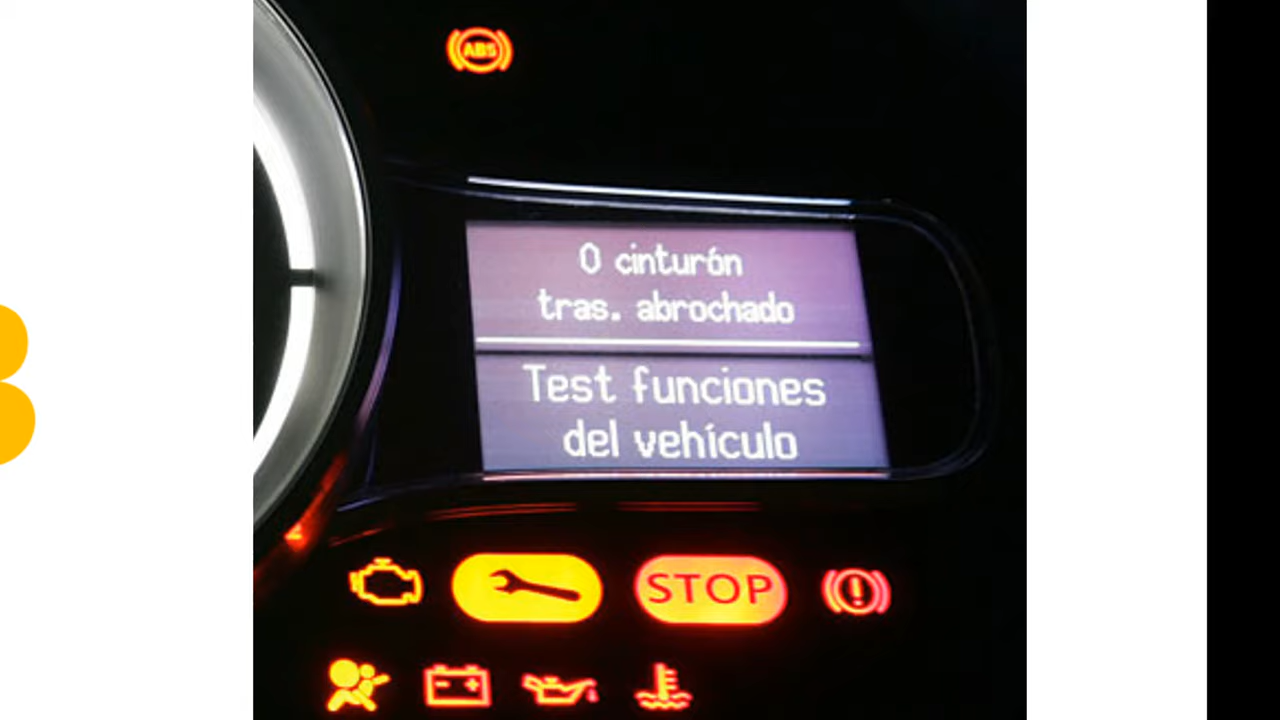 ABS
0 cinturón
tras. abrochado
Test funciones
del vehículo
STOP